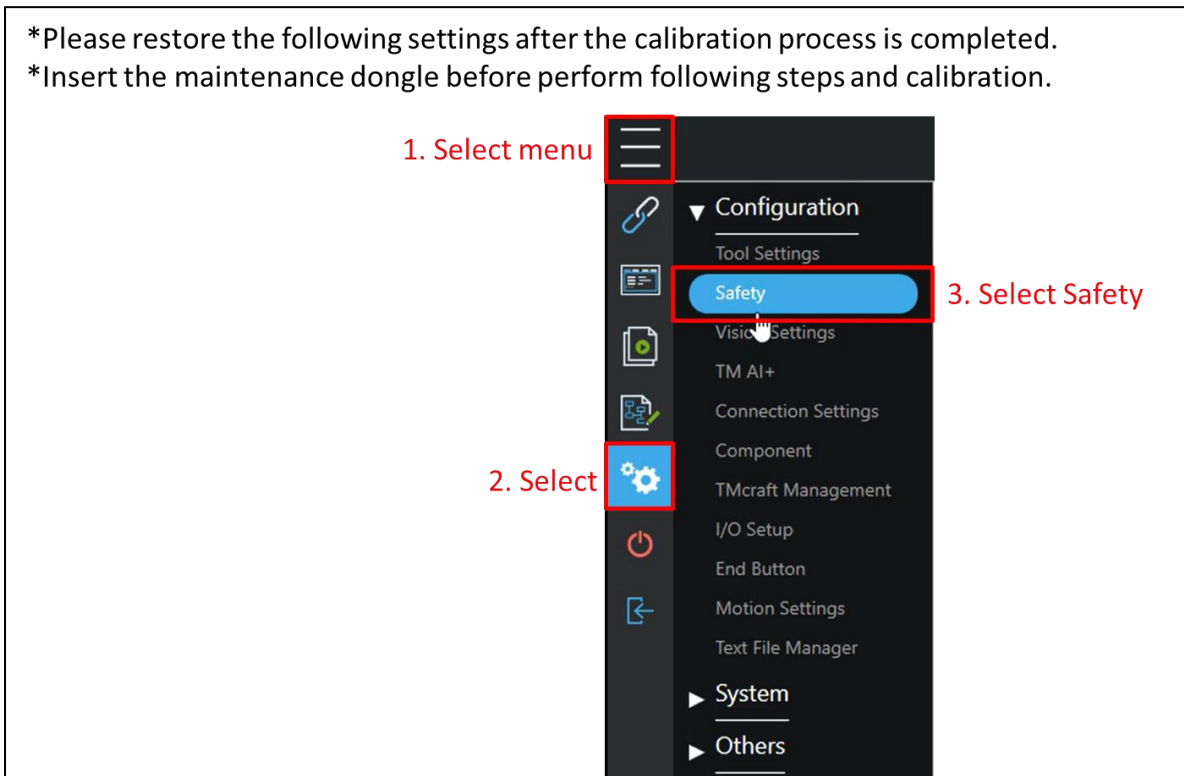 *Please restore the following settings after the calibration process is completed.
*Insert the maintenance dongle before perform following steps and calibration.
1. Select menu
Configuration
Tool Settings
Safety
3. Select Safety
Vision Settings
TM AI+
Connection Settings
Component
2. Select
TMcraft Management
I/O Setup
End Button
Motion Settings
Text File Manager
System
Others